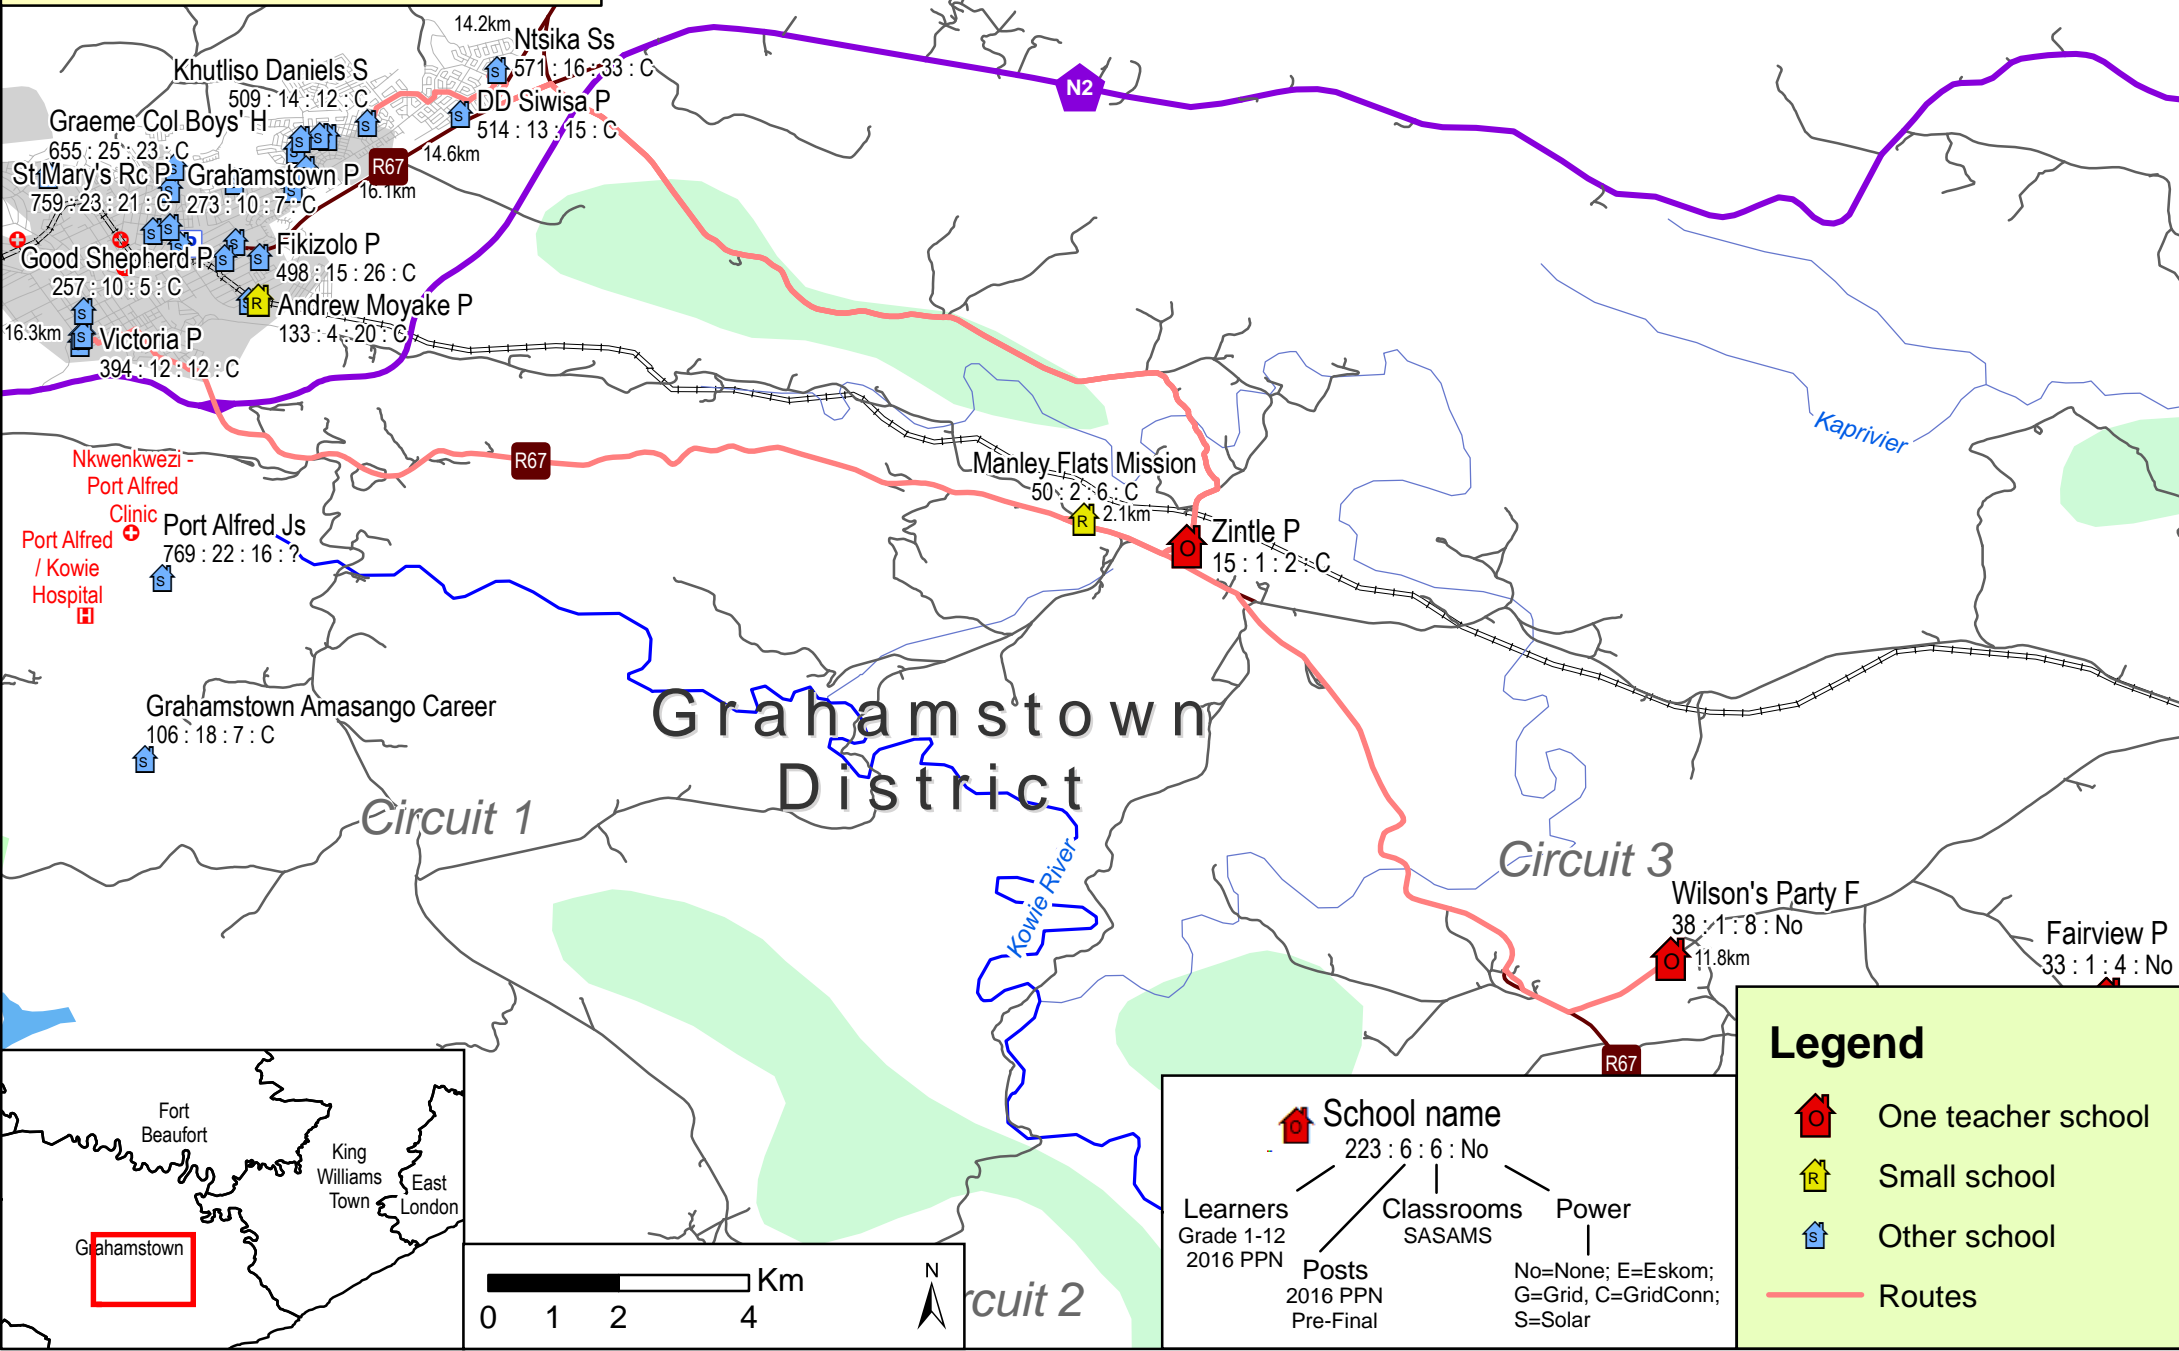 14.2km
Ntsika Ss
571 : 16 : 33 : C
Khutliso Daniels S
509 : 14 : 12 : C
DD Siwisa P
514 : 13 : 15 : C
N2
Graeme Col Boys' H
655 : 25 : 23 : C
14.6km
R67
St Mary's Rc P
759 : 23 : 21 : C
Grahamstown P
273 : 10 : 7 : C
16.1km
Fikizolo P
498 : 15 : 26 : C
Good Shepherd P
257 : 10 : 5 : C
Andrew Moyake P
133 : 4 : 20 : C
16.3km
Victoria P
394 : 12 : 12 : C
Kaprivier
R67
Nkwenkwezi -
Port Alfred
Clinic
Manley Flats Mission
50 : 2 : 6 : C
2.1km
Zintle P
15 : 1 : 2 : C
Port Alfred Js
769 : 22 : 16 : ?
Port Alfred
/ Kowie
Hospital
H
Grahamstown Amasango Career
106 : 18 : 7 : C
Grahamstown
District
Circuit 1
Kowie River
Circuit 3
Wilson's Party F
38 : 1 : 8 : No
11.8km
Fairview P
33 : 1 : 4 : No
R67
Fort
Beaufort
King
Williams
Town
East
London
Grahamstown
Km
0 1 2 4
N
rcuit 2
O School name
223 : 6 : 6 : No
Learners
Grade 1-12
2016 PPN
Posts
2016 PPN
Pre-Final
Classrooms
SASAMS
Power
No=None; E=Eskom;
G=Grid, C=GridConn;
S=Solar
Legend
O One teacher school
R Small school
S Other school
Routes